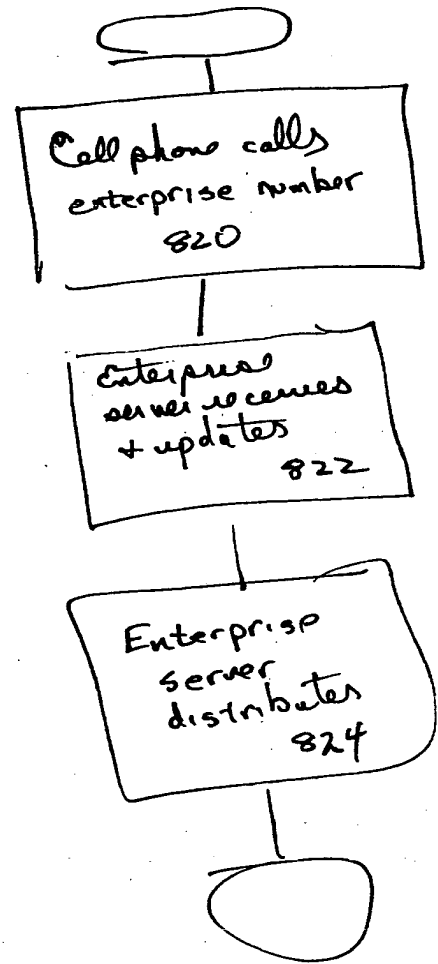 Cell phone calls
enterprise number
820
Enterprise
server receives
+ updates
822
Enterprise
server
distributes
824